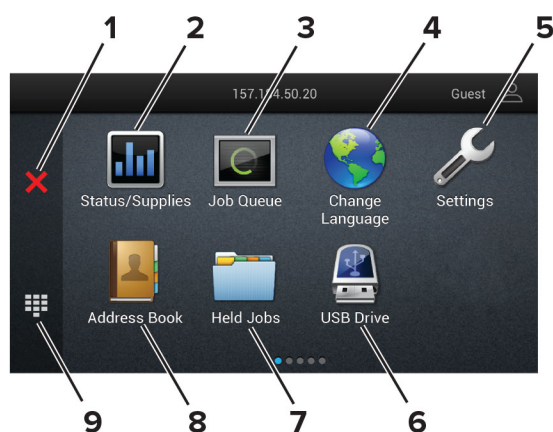 1 2 3 4 5
157.184.50.20 Guest
Status/Supplies Job Queue Change Language Settings
Address Book Held Jobs USB Drive
9 8 7 6